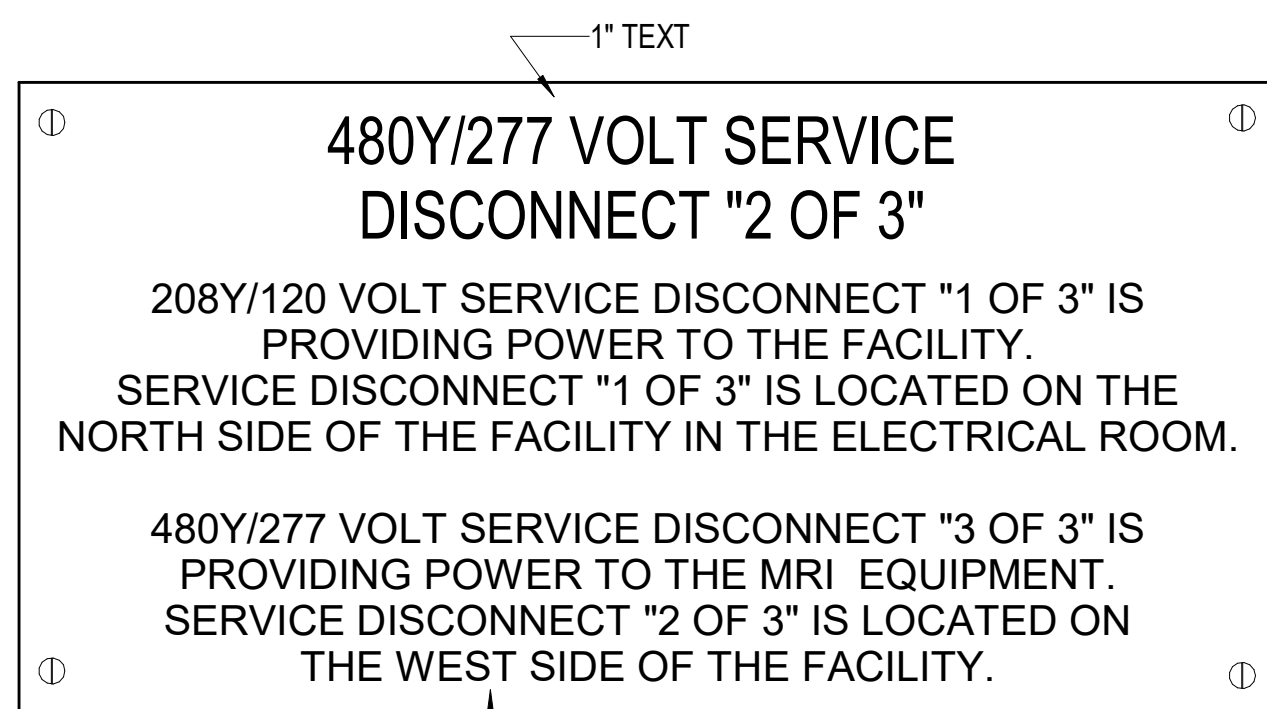 1" TEXT
480Y/277 VOLT SERVICE
DISCONNECT "2 OF 3"
208Y/120 VOLT SERVICE DISCONNECT "1 OF 3" IS
PROVIDING POWER TO THE FACILITY.
SERVICE DISCONNECT "1 OF 3" IS LOCATED ON THE
NORTH SIDE OF THE FACILITY IN THE ELECTRICAL ROOM.
480Y/277 VOLT SERVICE DISCONNECT "3 OF 3" IS
PROVIDING POWER TO THE MRI EQUIPMENT.
SERVICE DISCONNECT "2 OF 3" IS LOCATED ON
THE WEST SIDE OF THE FACILITY.